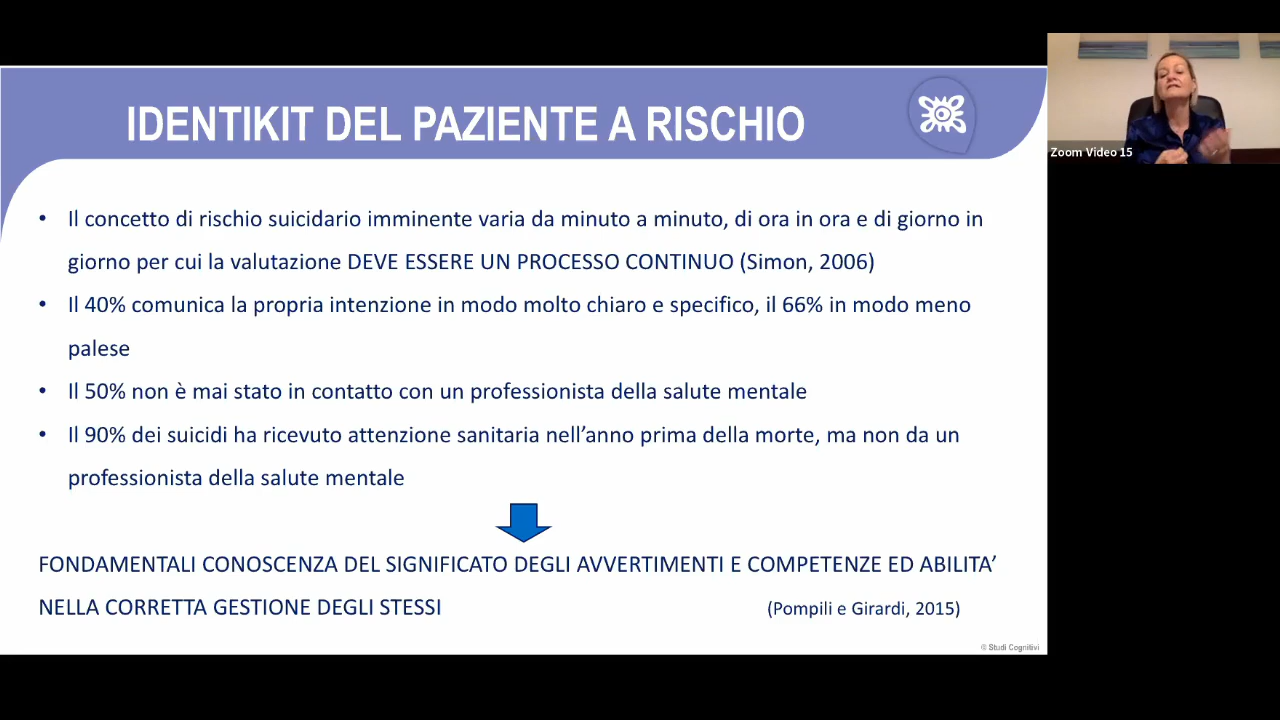 IDENTIKIT DEL PAZIENTE A RISCHIO
Zoom Video 15
• Il concetto di rischio suicidario imminente varia da minuto a minuto, di ora in ora e di giorno in
giorno per cui la valutazione DEVE ESSERE UN PROCESSO CONTINUO (Simon, 2006)
• Il 40% comunica la propria intenzione in modo molto chiaro e specifico, il 66% in modo meno
palese
• Il 50% non è mai stato in contatto con un professionista della salute mentale
• Il 90% dei suicidi ha ricevuto attenzione sanitaria nell’anno prima della morte, ma non da un
professionista della salute mentale
FONDAMENTALI CONOSCENZA DEL SIGNIFICATO DEGLI AVVERTIMENTI E COMPETENZE ED ABILITA’
NELLA CORRETTA GESTIONE DEGLI STESSI (Pompili e Girardi, 2015)
© Studi Cognitivi